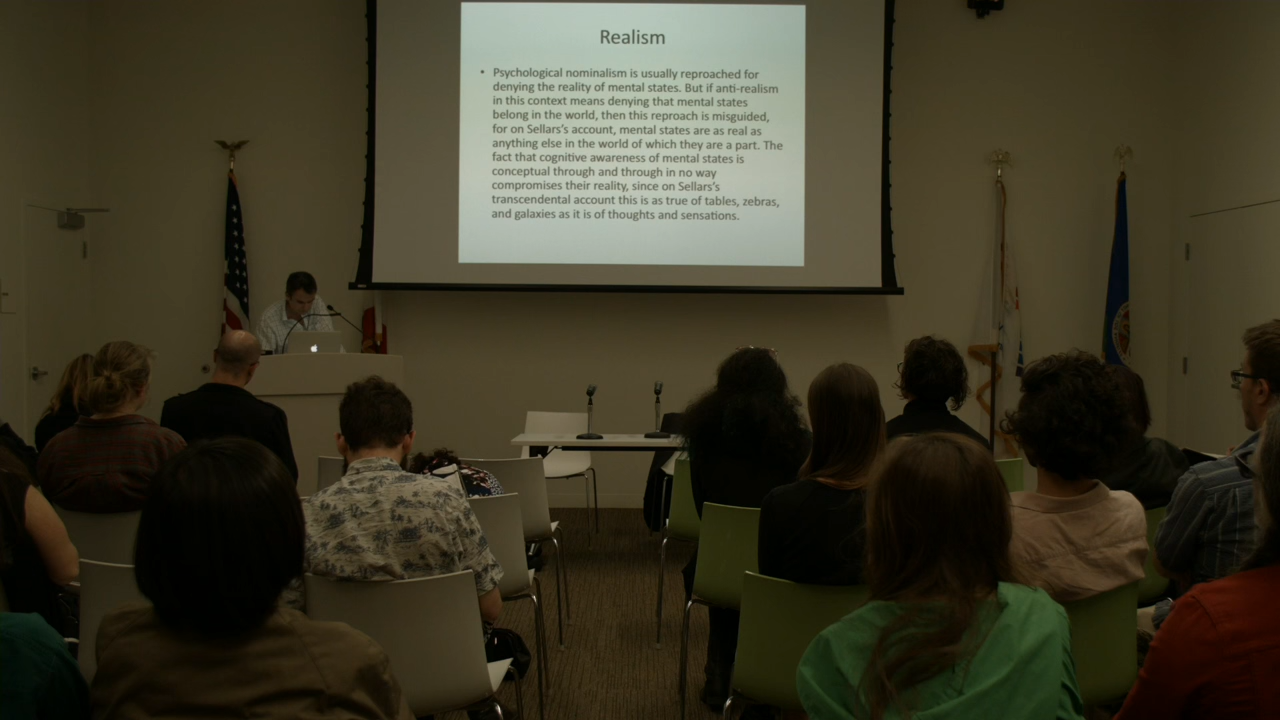 Realism
• Psychological nominalism is usually reproached for
denying the reality of mental states. But if anti-realism
in this context means denying that mental states
belong in the world, then this reproach is misguided,
for on Sellars's account, mental states are as real as
anything else in the world of which they are a part. The
fact that cognitive awareness of mental states is
conceptual through and through in no way
compromises their reality, since on Sellars's
transcendental account this is as true of tables, zebras,
and galaxies as it is of thoughts and sensations.